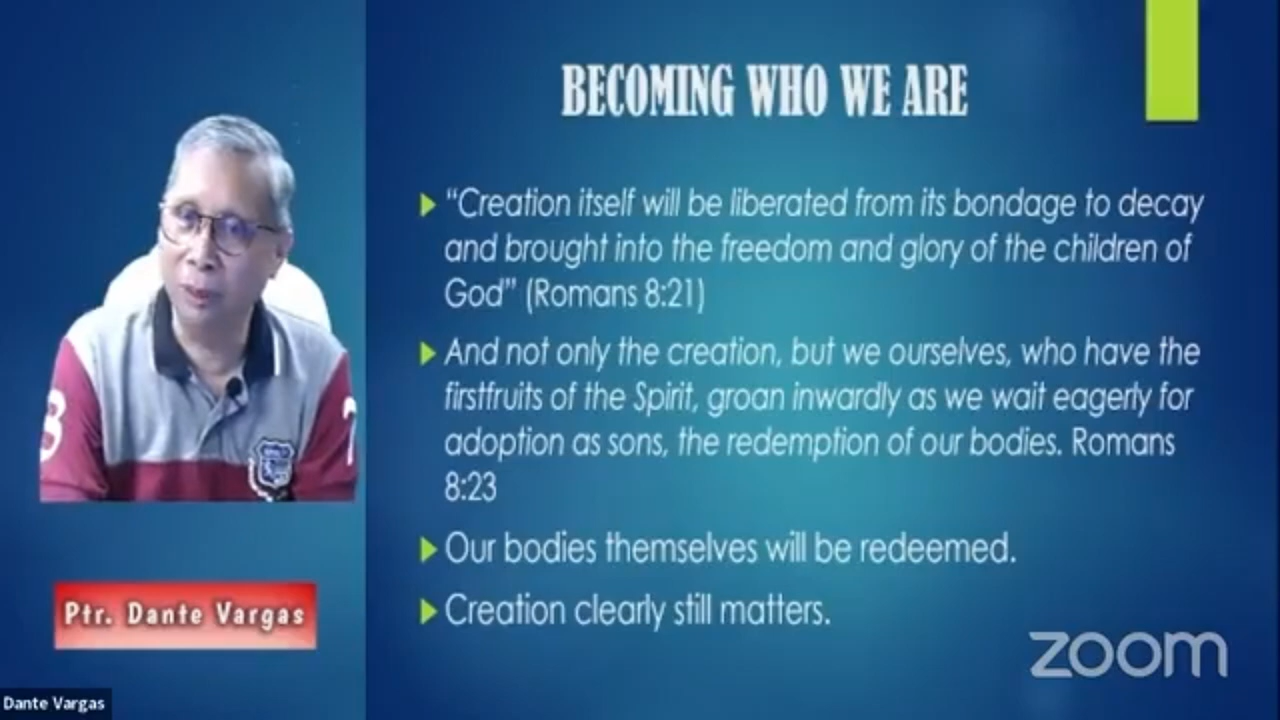 BECOMING WHO WE ARE
“Creation itself will be liberated from its bondage to decay
and brought into the freedom and glory of the children of
God” (Romans 8:21)
And not only the creation, but we ourselves, who have the
firstfruits of the Spirit, groan inwardly as we wait eagerly for
adoption as sons, the redemption of our bodies. Romans
8:23
Our bodies themselves will be redeemed.
Creation clearly still matters.
8
7
Ptr. Dante Vargas
zoom
Dante Vargas